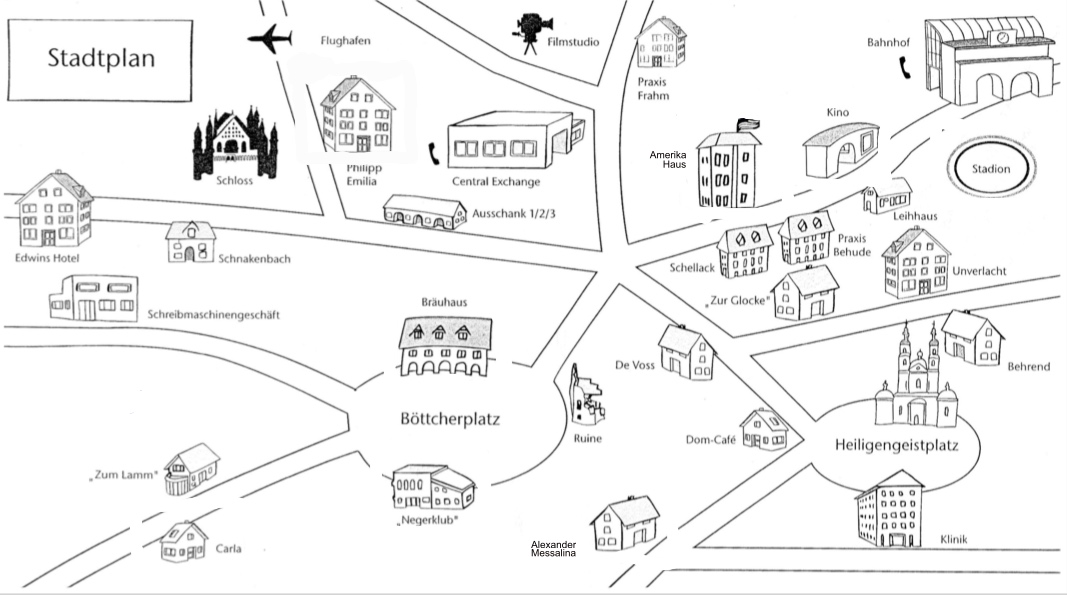 Stadtplan
Flughafen
Filmstudio
Praxis
Frahm
Bahnhof
Kino
Amerika
Haus
Stadion
Schloss
Philipp
Emilia
Central Exchange
Ausschank 1/2/3
Leihhaus
Edwins Hotel
Schnakenbach
Schellack
Praxis
Behude
Unverlacht
„Zur Glocke"
Schreibmaschinengeschäft
Bräuhaus
De Voss
Behrend
Böttcherplatz
Ruine
Dom-Café
Heiligengeistplatz
„Zum Lamm"
„Negerklub"
Carla
Alexander
Messalina
Klinik